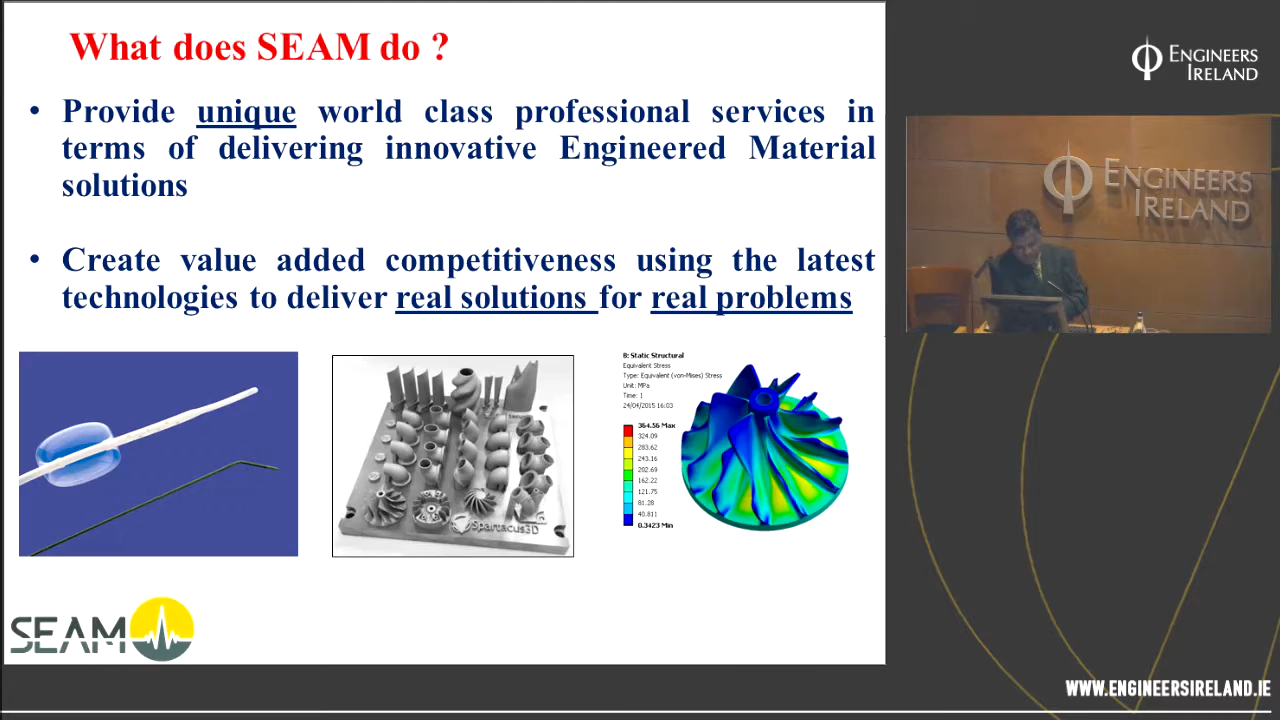 What does SEAM do ?
• Provide unique world class professional services in
terms of delivering innovative Engineered Material
solutions
• Create value added competitiveness using the latest
technologies to deliver real solutions for real problems
Spartacus3D
B: Static Structural
Equivalent Stress
Type: Equivalent (von-Mises) Stress
Unit: MPa
Time: 1
24/04/2015 16:03
364.56 Max
324.09
283.62
243.16
202.69
162.22
121.75
81.28
40.811
0.3423 Min
SEAM
ENGINEERS
IRELAND
ENGINEERS
IRELAND
WWW.ENGINEERSIRELAND.IE